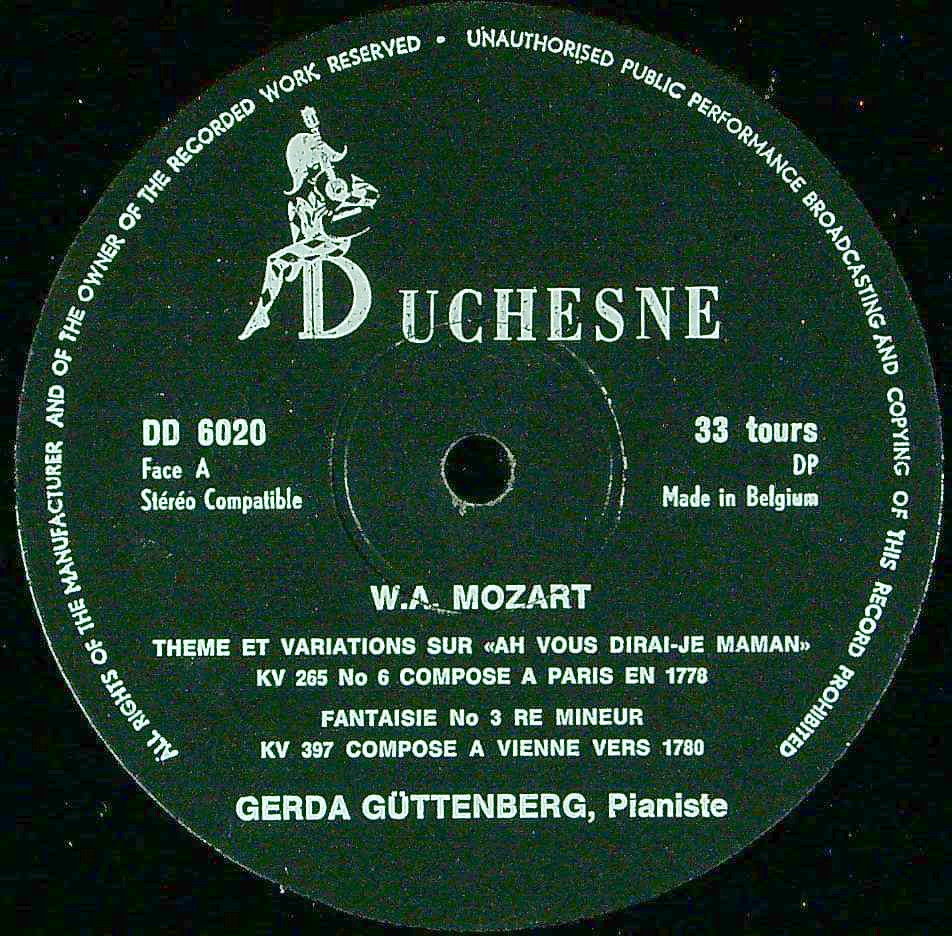 ALL RIGHTS OF THE MANUFACTURER AND OF THE OWNER OF THE RECORDED WORK RESERVED • UNAUTHORISED PUBLIC PERFORMANCE BROADCASTING AND COPYING OF THIS RECORD PROHIBITED
DUCHESNE
DD 6020
Face A
Stéréo Compatible
33 tours
DP
Made in Belgium
W.A. MOZART
THEME ET VARIATIONS SUR «AH VOUS DIRAI-JE MAMAN»
KV 265 No 6 COMPOSE A PARIS EN 1778
FANTAISIE No 3 RE MINEUR
KV 397 COMPOSE A VIENNE VERS 1780
GERDA GÜTTENBERG, Pianiste